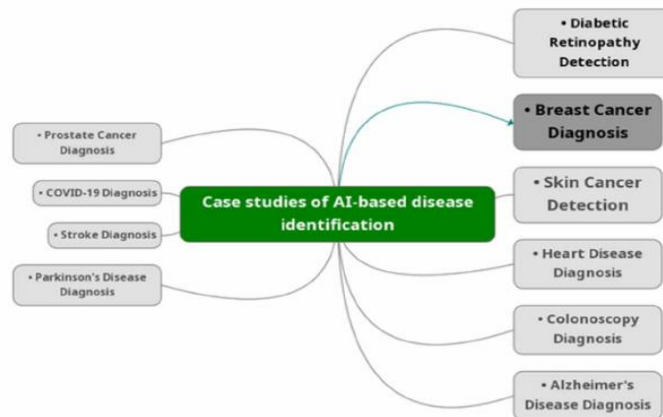 • Diabetic
Retinopathy
Detection
• Breast Cancer
Diagnosis
• Prostate Cancer
Diagnosis
• COVID-19 Diagnosis
Case studies of AI-based disease
identification
• Skin Cancer
Detection
• Stroke Diagnosis
• Parkinson's Disease
Diagnosis
• Heart Disease
Diagnosis
• Colonoscopy
Diagnosis
• Alzheimer's
Disease Diagnosis